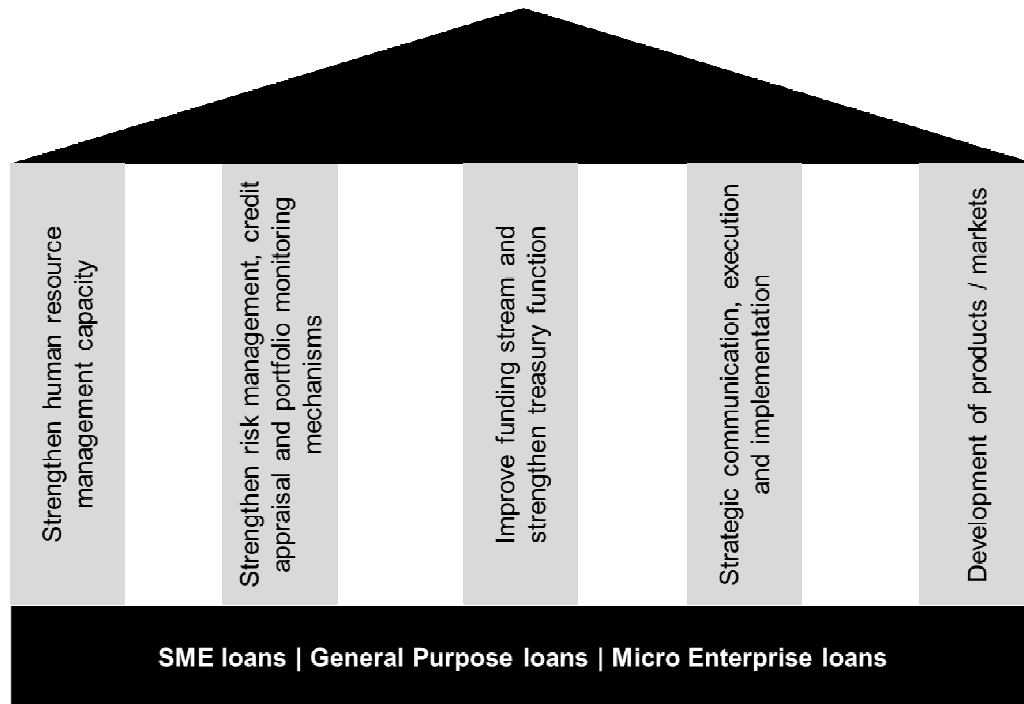 Strengthen human resource
management capacity
Strengthen risk management, credit
appraisal and portfolio monitoring
mechanisms
Improve funding stream and
strengthen treasury function
Strategic communication, execution
and implementation
Development of products / markets
SME loans | General Purpose loans | Micro Enterprise loans